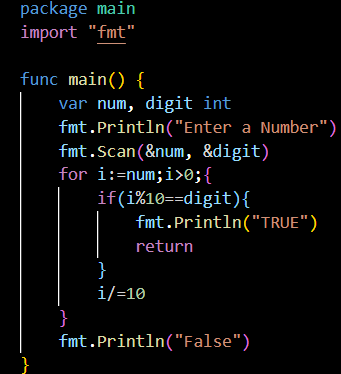 package main
import "fmt"
func main() {
var num, digit int
fmt.Println("Enter a Number")
fmt.Scan(&num, &digit)
for i:=num;i>0;{
if(i%10==digit){
fmt.Println("TRUE")
return
}
i/=10
}
fmt.Println("False")
}